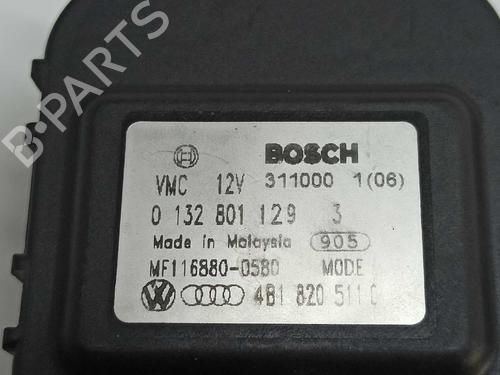 BOSCH
VMC 12V 311000 1(06)
0 132 801 129 3
Made in Malaysia 905
MF116880-0580 MODE
4B1 820 511 C
B-PARTS